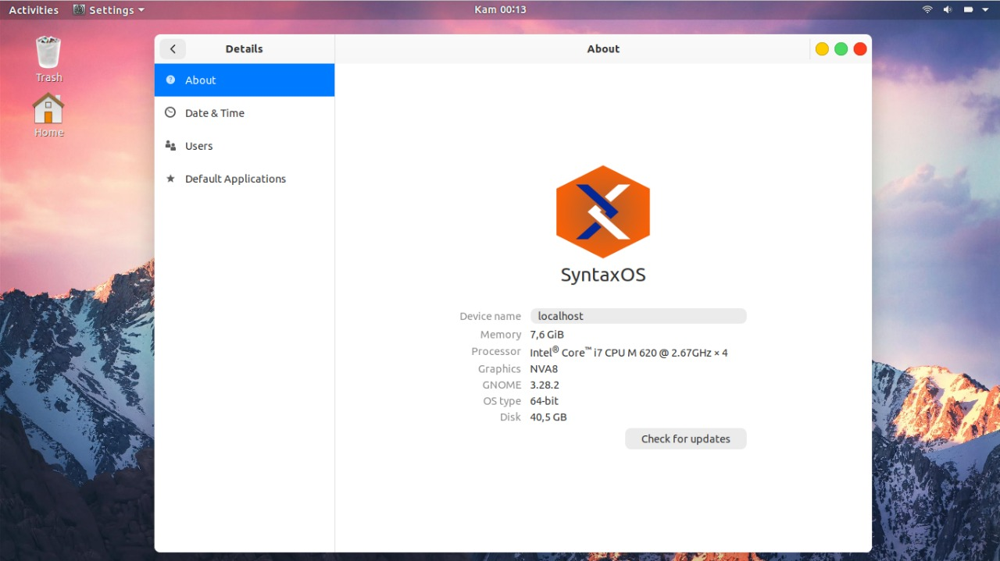 Activities Settings Kam 00:13
Details About
Trash
Home
About
Date & Time
Users
Default Applications
SyntaxOS
Device name localhost
Memory 7,6 GiB
Processor Intel® Core™ i7 CPU M 620 @ 2.67GHz × 4
Graphics NVA8
GNOME 3.28.2
OS type 64-bit
Disk 40,5 GB
Check for updates